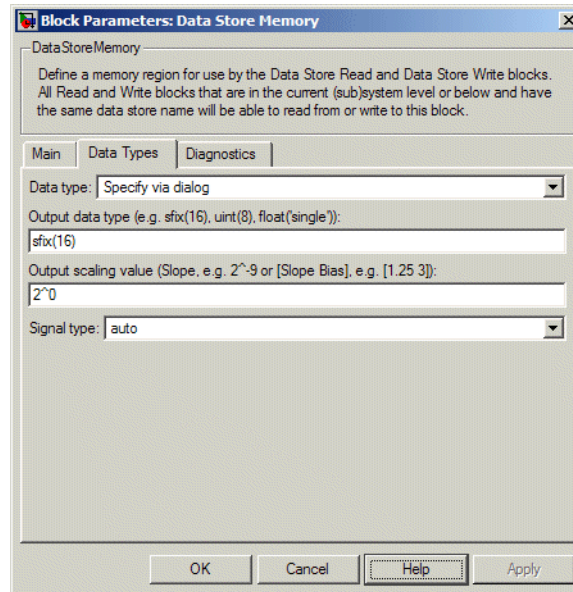 Block Parameters: Data Store Memory
DataStoreMemory
Define a memory region for use by the Data Store Read and Data Store Write blocks.
All Read and Write blocks that are in the current (sub)system level or below and have
the same data store name will be able to read from or write to this block.
Main Data Types Diagnostics
Data type: Specify via dialog
Output data type (e.g. sfix(16), uint(8), float('single')):
sfix(16)
Output scaling value (Slope, e.g. 2^-9 or [Slope Bias], e.g. [1.25 3]):
2^0
Signal type: auto
OK Cancel Help Apply